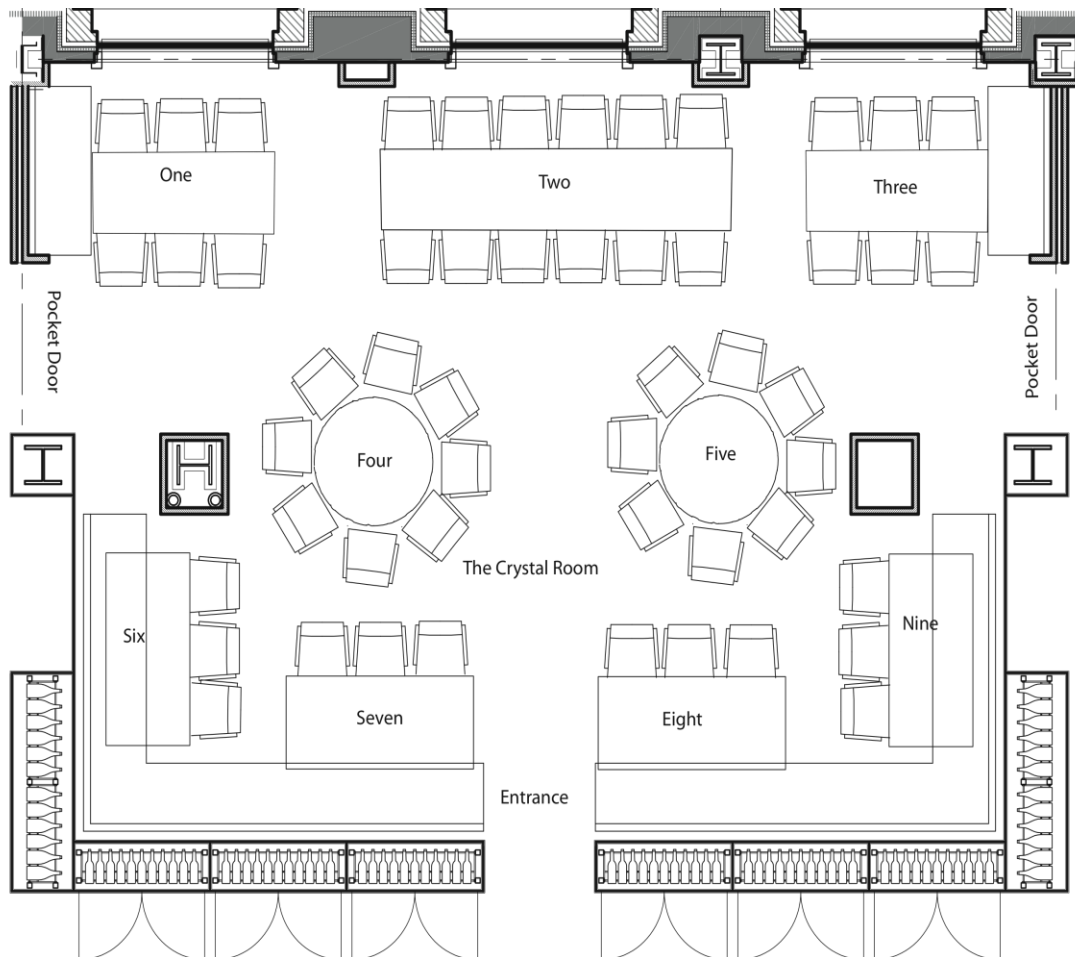 One
Two
Three
Pocket Door
Pocket Door
Four
Five
The Crystal Room
Six
Nine
Seven
Eight
Entrance